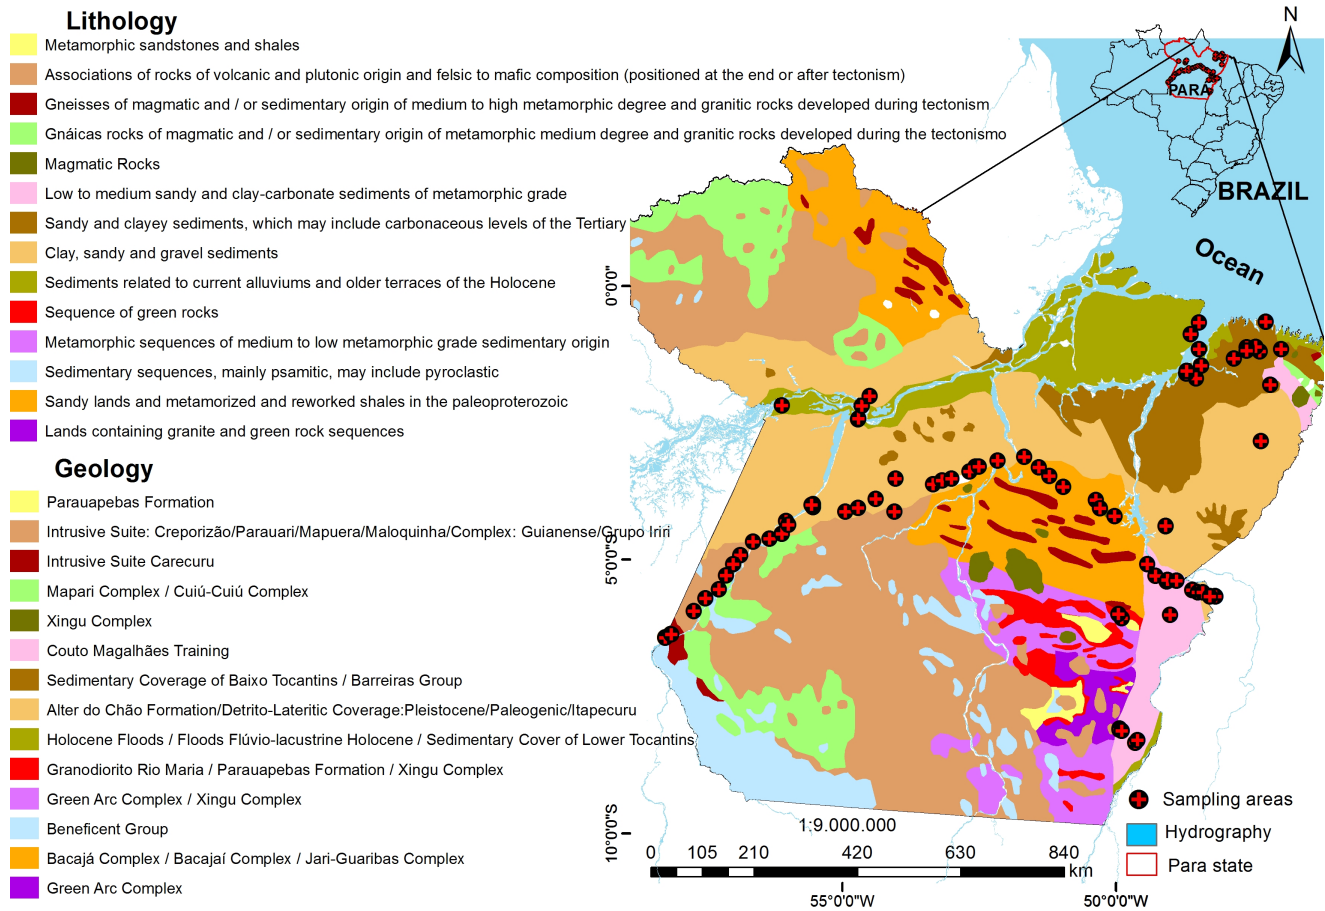 Lithology
Metamorphic sandstones and shales
Associations of rocks of volcanic and plutonic origin and felsic to mafic composition (positioned at the end or after tectonism)
Gneisses of magmatic and / or sedimentary origin of medium to high metamorphic degree and granitic rocks developed during tectonism
Gnáicas rocks of magmatic and / or sedimentary origin of metamorphic medium degree and granitic rocks developed during the tectonismo
Magmatic Rocks
Low to medium sandy and clay-carbonate sediments of metamorphic grade
Sandy and clayey sediments, which may include carbonaceous levels of the Tertiary
Clay, sandy and gravel sediments
Sediments related to current alluviums and older terraces of the Holocene
Sequence of green rocks
Metamorphic sequences of medium to low metamorphic grade sedimentary origin
Sedimentary sequences, mainly psamitic, may include pyroclastic
Sandy lands and metamorized and reworked shales in the paleoproterozoic
Lands containing granite and green rock sequences
Geology
Parauapebas Formation
Intrusive Suite: Creporizão/Parauari/Mapuera/Maloquinha/Complex: Guianense/Grupo Iriri
Intrusive Suite Carecuru
Mapari Complex / Cuiú-Cuiú Complex
Xingu Complex
Couto Magalhães Training
Sedimentary Coverage of Baixo Tocantins / Barreiras Group
Alter do Chão Formation/Detrito-Lateritic Coverage:Pleistocene/Paleogenic/Itapecuru
Holocene Floods / Floods Flúvio-lacustrine Holocene / Sedimentary Cover of Lower Tocantins
Granodiorito Rio Maria / Parauapebas Formation / Xingu Complex
Green Arc Complex / Xingu Complex
Beneficent Group
Bacajá Complex / Bacajaí Complex / Jari-Guaribas Complex
Green Arc Complex
N
PARÁ
BRAZIL
Ocean
0°0'0"
5°0'0"S
10°0'0"S
1:9.000.000
0 105 210 420 630 840
km
55°0'0"W 50°0'0"W
Sampling areas
Hydrography
Para state